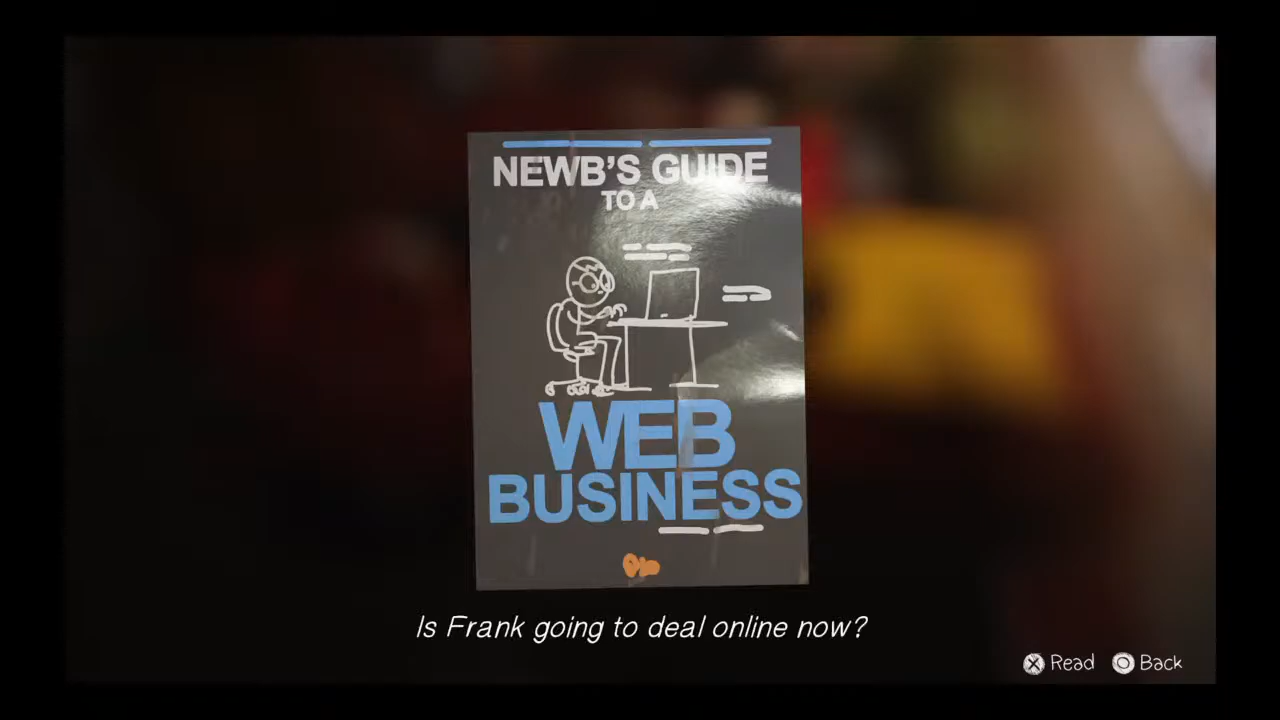 NEWB'S GUIDE
TO A
WEB
BUSINESS
Is Frank going to deal online now?
Read
Back